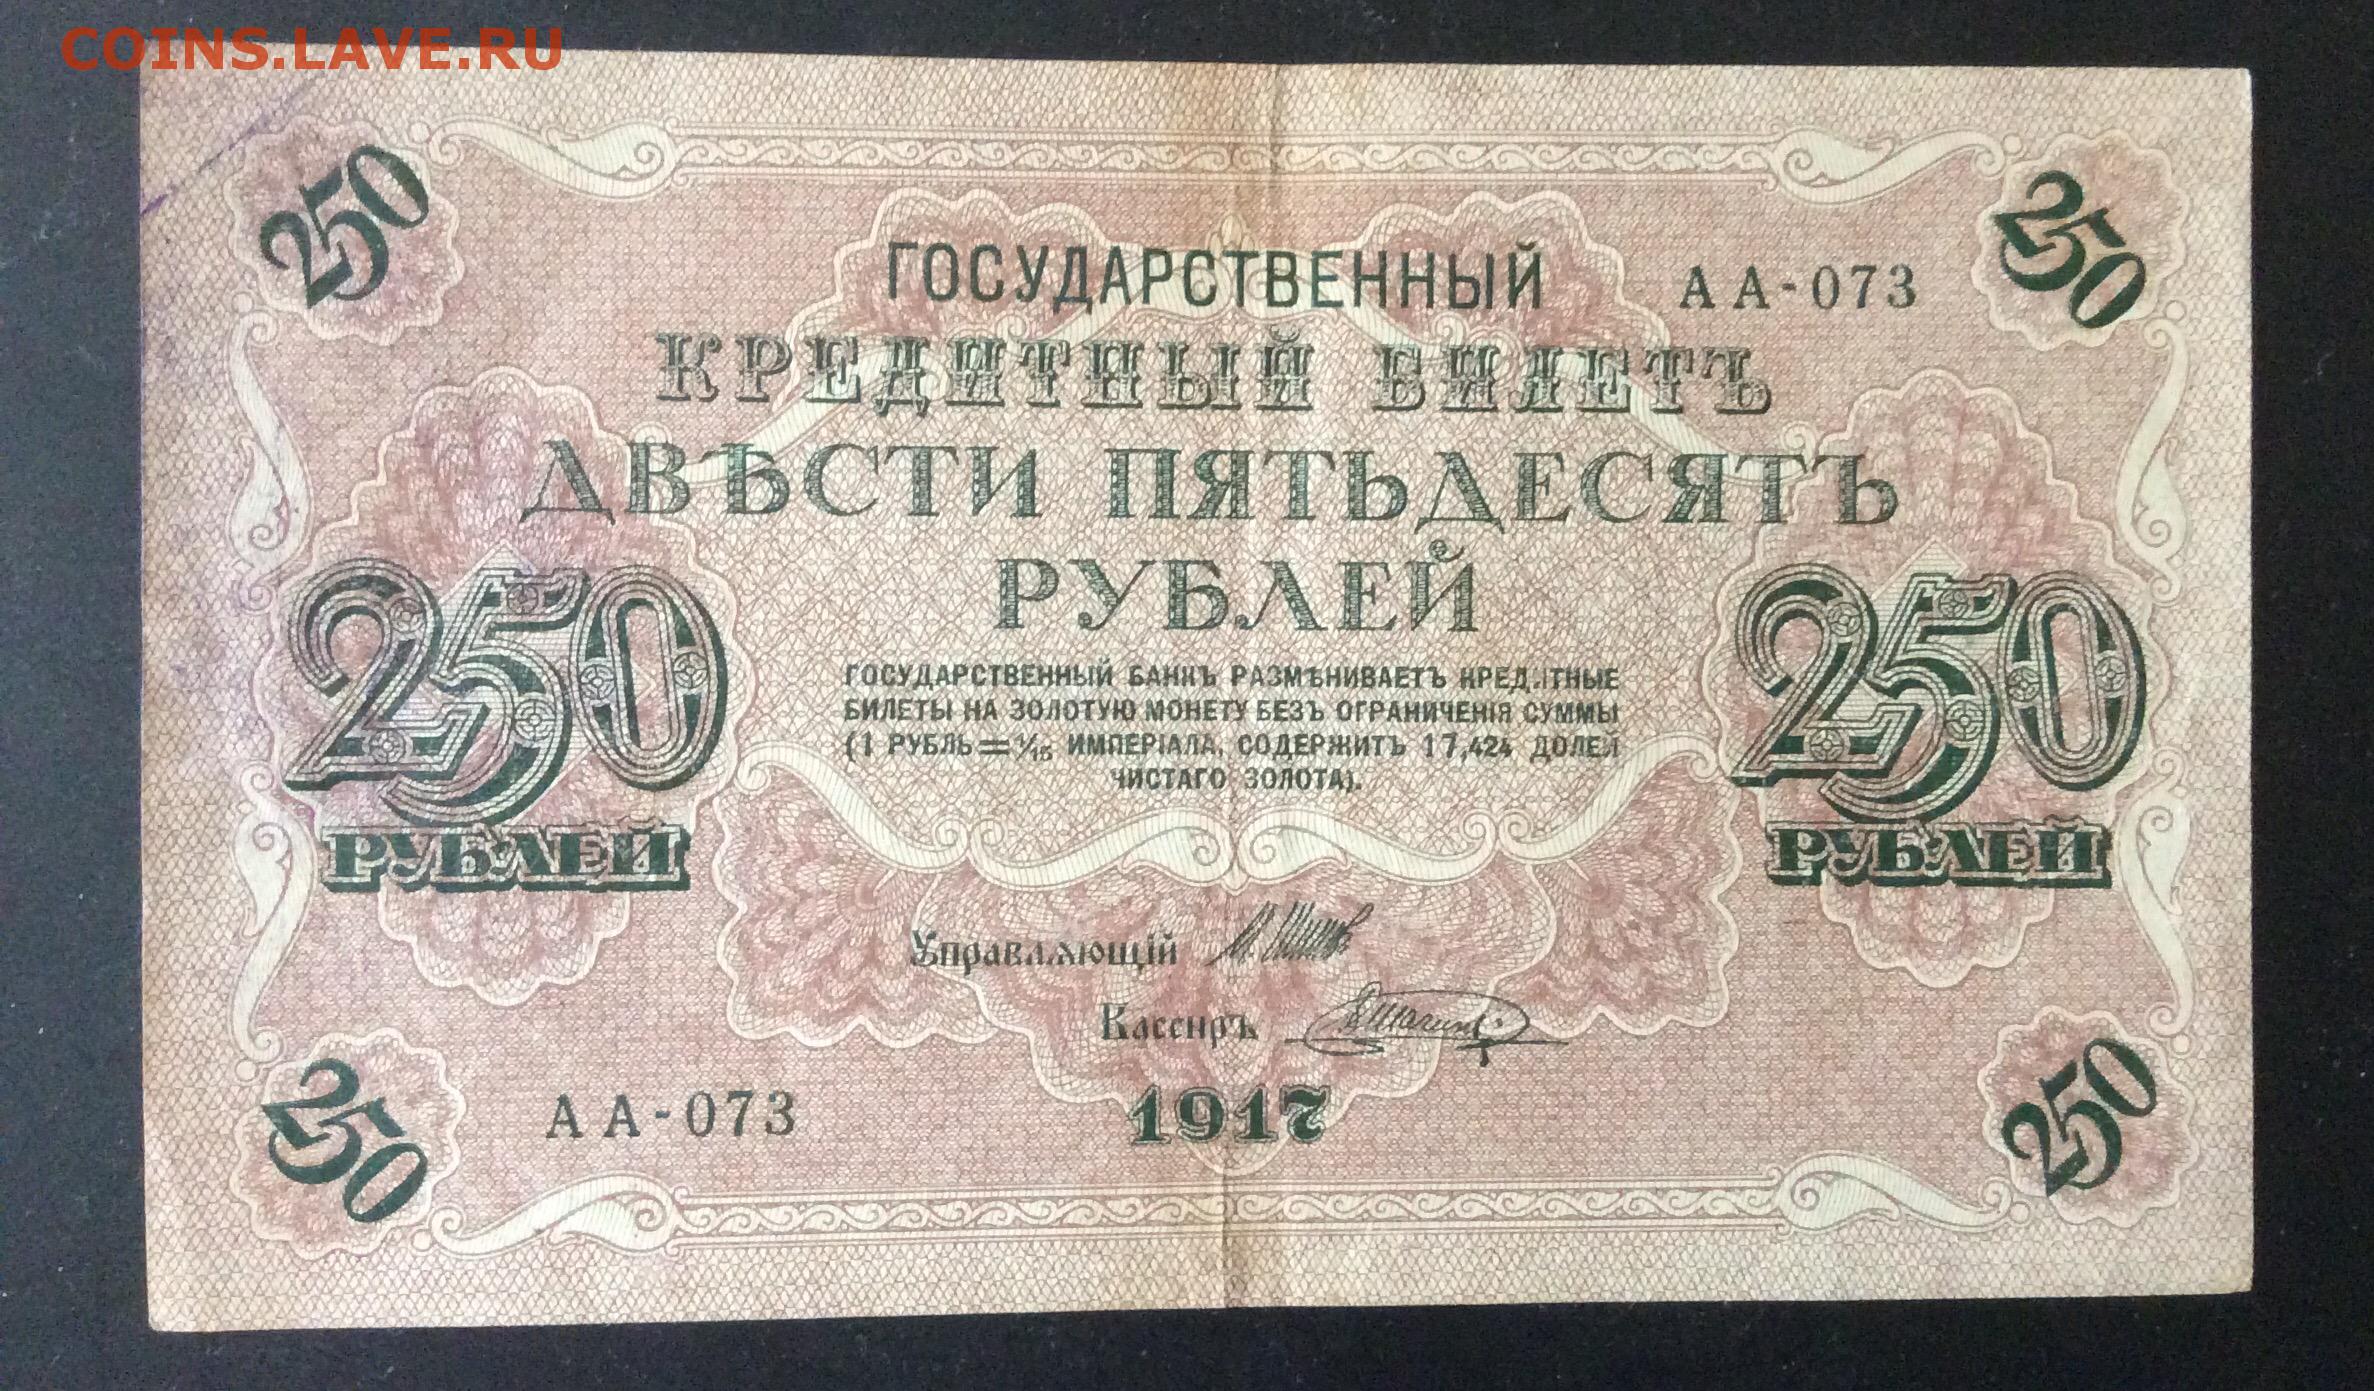 COINS.LAVE.RU
250
250
ГОСУДАРСТВЕННЫЙ
АА-073
КРЕДИТНЫЙ БИЛЕТЪ
ДВѢСТИ ПЯТЬДЕСЯТЪ
РУБЛЕЙ
250
РУБЛЕЙ
250
РУБЛЕЙ
ГОСУДАРСТВЕННЫЙ БАНКЪ РАЗМѢНИВАЕТЪ КРЕДИТНЫЕ
БИЛЕТЫ НА ЗОЛОТУЮ МОНЕТУ БЕЗЪ ОГРАНИЧЕНІЯ СУММЫ
(1 РУБЛЬ = 1/15 ИМПЕРІАЛА, СОДЕРЖИТЪ 17,424 ДОЛЕЙ
ЧИСТАГО ЗОЛОТА).
Управляющій
Кассиръ
АА-073
1917
250
250